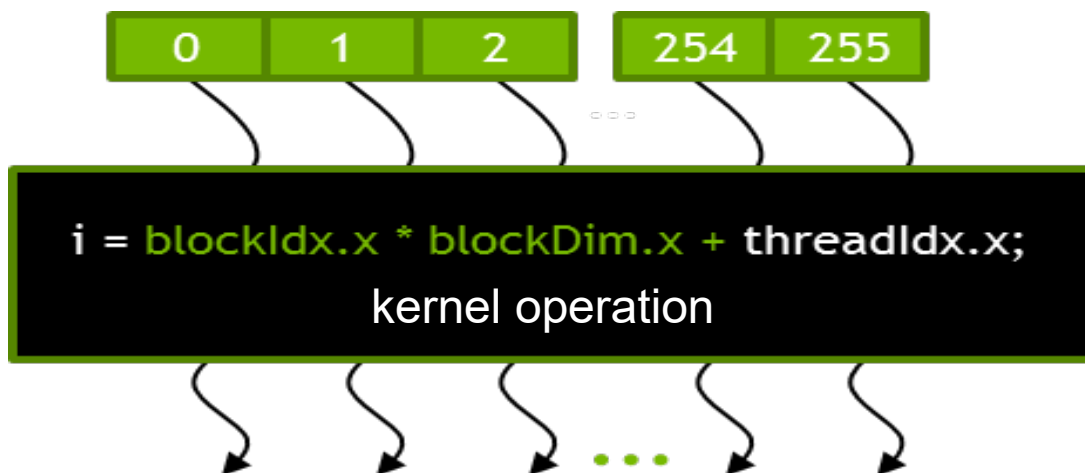 0 1 2 254 255
i = blockIdx.x * blockDim.x + threadIdx.x;
kernel operation